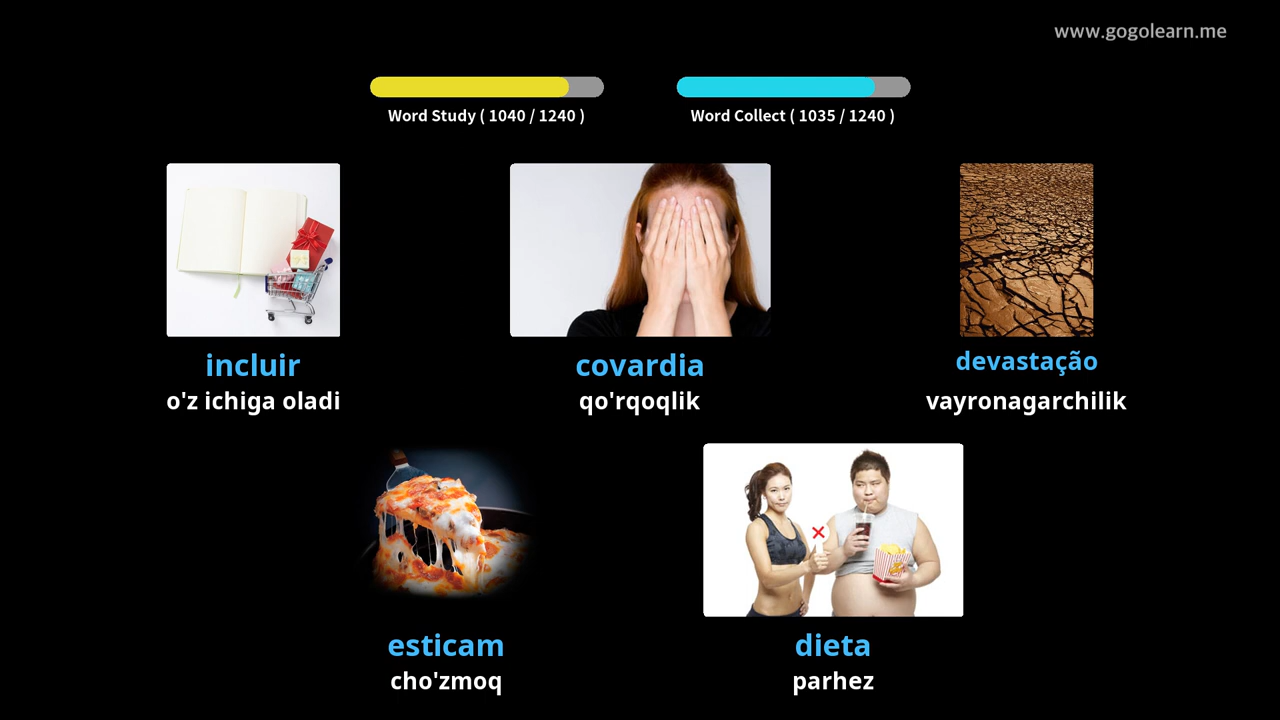 www.gogolearn.me
Word Study ( 1040 / 1240 )
Word Collect ( 1035 / 1240 )
incluir
o'z ichiga oladi
covardia
qo'rqoqlik
devastação
vayronagarchilik
esticam
cho'zmoq
dieta
parhez